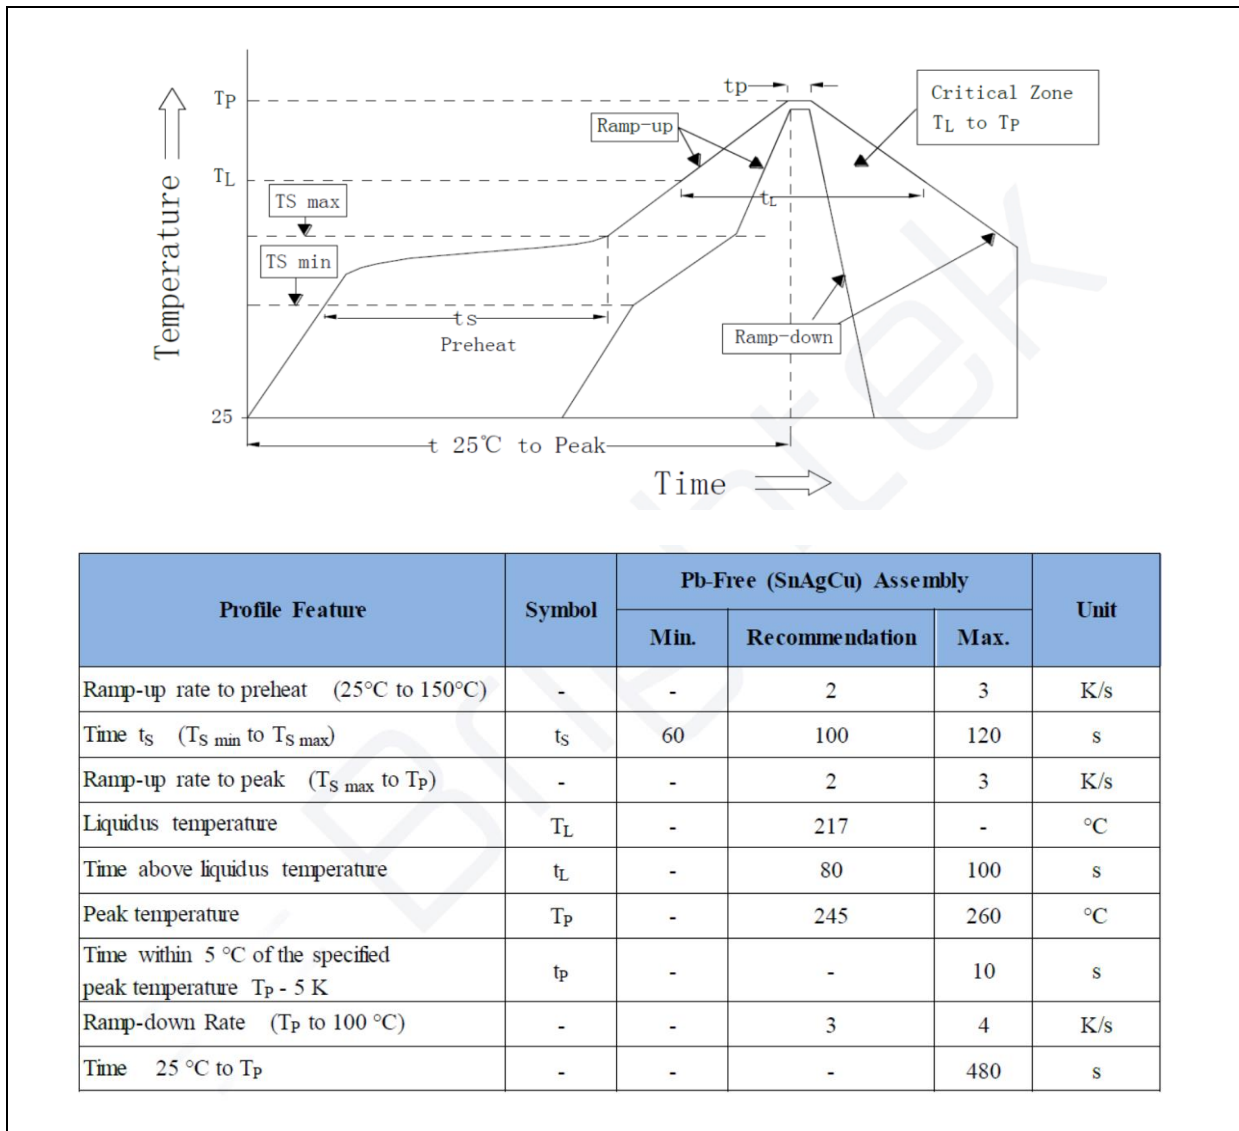 Temperature
TP
TL
TS max
TS min
25
tp
Ramp-up
Critical Zone
TL to TP
tL
ts
Preheat
Ramp-down
t 25℃ to Peak
Time
Brightek
Profile Feature Symbol Pb-Free (SnAgCu) Assembly Unit
Min. Recommendation Max.
Ramp-up rate to preheat (25°C to 150°C) - - 2 3 K/s
Time tS (TS min to TS max) tS 60 100 120 s
Ramp-up rate to peak (TS max to TP) - - 2 3 K/s
Liquidus temperature TL - 217 - °C
Time above liquidus temperature tL - 80 100 s
Peak temperature TP - 245 260 °C
Time within 5 °C of the specified
peak temperature TP - 5 K tP - - 10 s
Ramp-down Rate (TP to 100 °C) - - 3 4 K/s
Time 25 °C to TP - - - 480 s